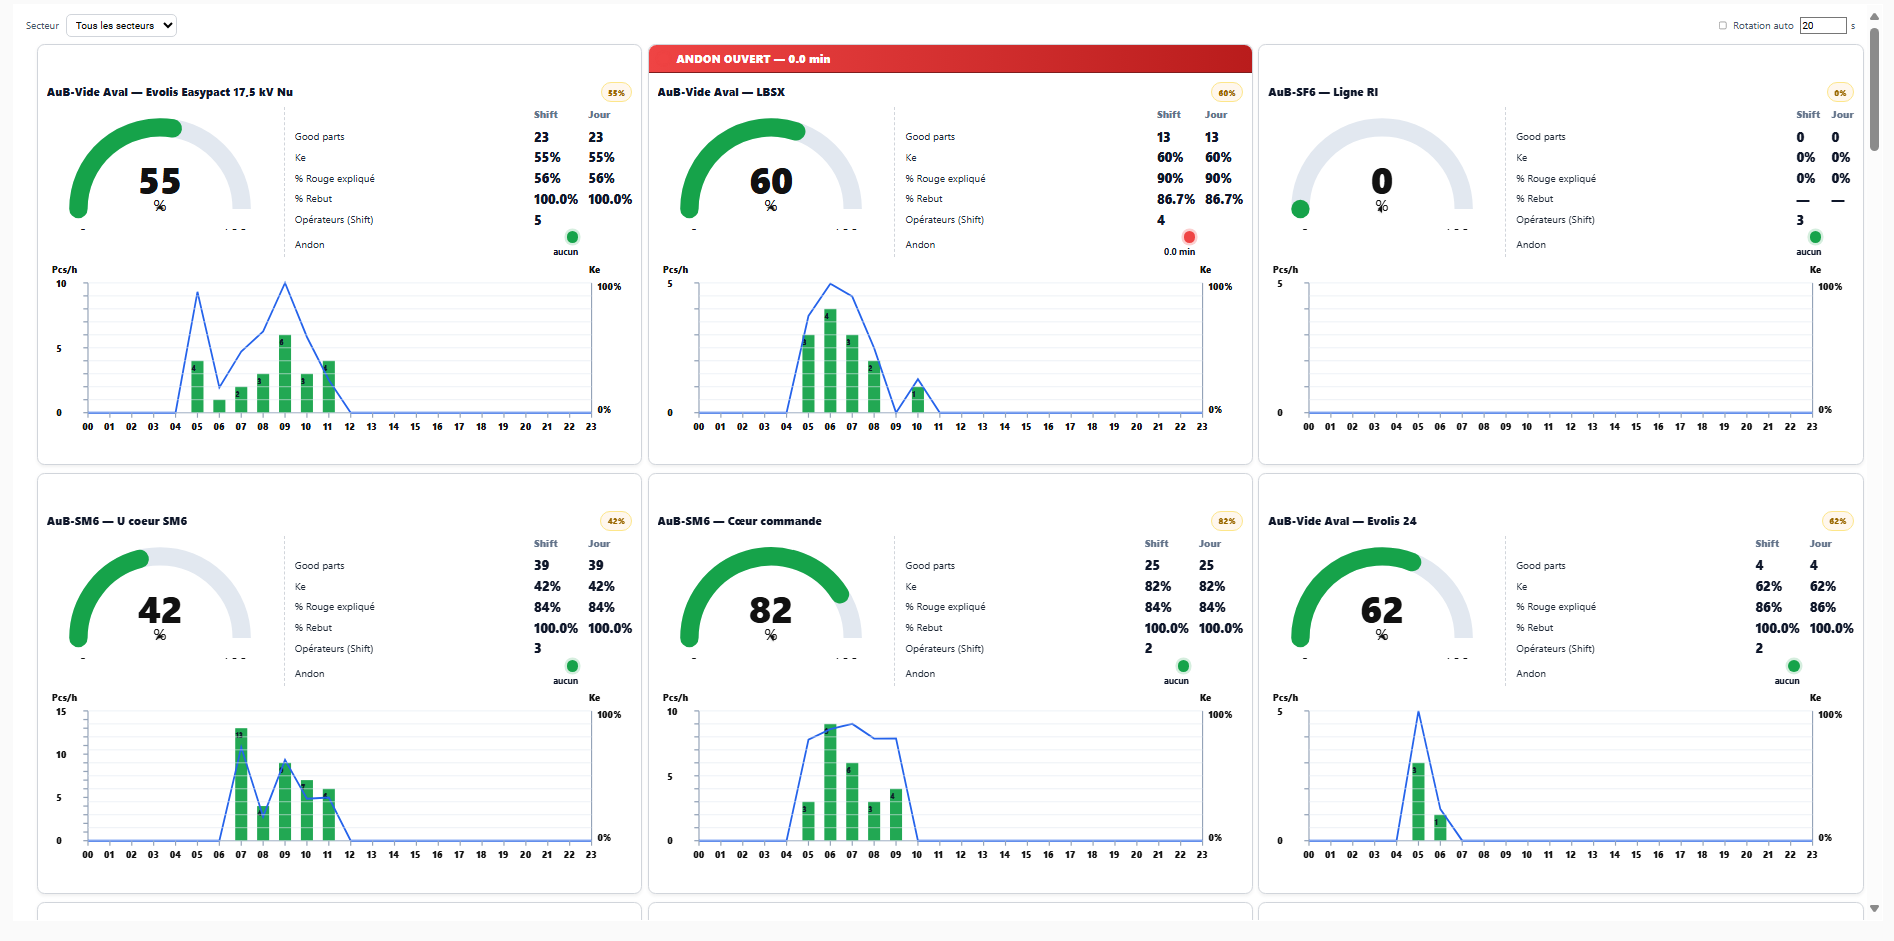 Secteur Tous les secteurs Rotation auto 20 s
AuB-Vide Aval — Evolis Easypact 17,5 kV Nu 55%
Shift Jour
Good parts 23 23
Ke 55% 55%
% Rouge expliqué 56% 56%
% Rebut 100.0% 100.0%
Opérateurs (Shift) 5
Andon aucun
55
%
Pcs/h Ke
10 100%
5
0 0%
4 2 3 6 3 4
00 01 02 03 04 05 06 07 08 09 10 11 12 13 14 15 16 17 18 19 20 21 22 23
ANDON OUVERT — 0.0 min
AuB-Vide Aval — LBSX 60%
Shift Jour
Good parts 13 13
Ke 60% 60%
% Rouge expliqué 90% 90%
% Rebut 86.7% 86.7%
Opérateurs (Shift) 4
Andon 0.0 min
60
%
Pcs/h Ke
5 100%
0 0%
3 4 3 2 1
00 01 02 03 04 05 06 07 08 09 10 11 12 13 14 15 16 17 18 19 20 21 22 23
AuB-SF6 — Ligne RI 0%
Shift Jour
Good parts 0 0
Ke 0% 0%
% Rouge expliqué 0% 0%
% Rebut — —
Opérateurs (Shift) 3
Andon aucun
0
%
Pcs/h Ke
5 100%
0 0%
00 01 02 03 04 05 06 07 08 09 10 11 12 13 14 15 16 17 18 19 20 21 22 23
AuB-SM6 — U coeur SM6 42%
Shift Jour
Good parts 39 39
Ke 42% 42%
% Rouge expliqué 84% 84%
% Rebut 100.0% 100.0%
Opérateurs (Shift) 3
Andon aucun
42
%
Pcs/h Ke
15 100%
10
5
0 0%
13 4 9 7 6
00 01 02 03 04 05 06 07 08 09 10 11 12 13 14 15 16 17 18 19 20 21 22 23
AuB-SM6 — Cœur commande 82%
Shift Jour
Good parts 25 25
Ke 82% 82%
% Rouge expliqué 84% 84%
% Rebut 100.0% 100.0%
Opérateurs (Shift) 2
Andon aucun
82
%
Pcs/h Ke
10 100%
5
0 0%
3 9 6 3 4
00 01 02 03 04 05 06 07 08 09 10 11 12 13 14 15 16 17 18 19 20 21 22 23
AuB-Vide Aval — Evolis 24 62%
Shift Jour
Good parts 4 4
Ke 62% 62%
% Rouge expliqué 86% 86%
% Rebut 100.0% 100.0%
Opérateurs (Shift) 2
Andon aucun
62
%
Pcs/h Ke
5 100%
0 0%
3 1
00 01 02 03 04 05 06 07 08 09 10 11 12 13 14 15 16 17 18 19 20 21 22 23